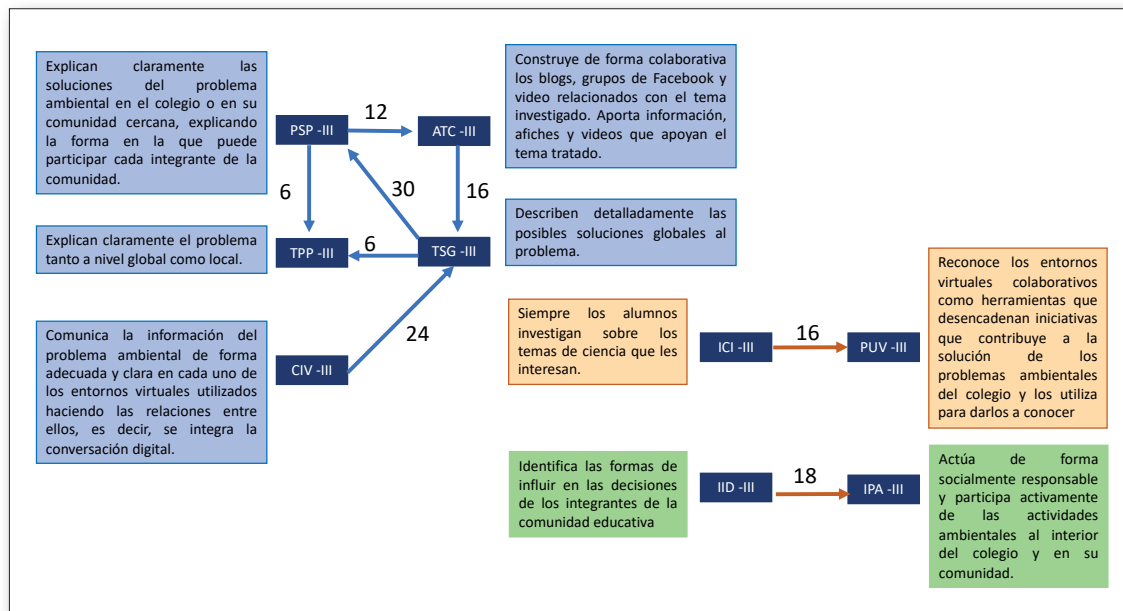 Explican claramente las
soluciones del problema
ambiental en el colegio o en su
comunidad cercana, explicando
la forma en la que puede
participar cada integrante de la
comunidad.
PSP -III
12
ATC -III
Construye de forma colaborativa
los blogs, grupos de Facebook y
video relacionados con el tema
investigado. Aporta información,
afiches y videos que apoyan el
tema tratado.
6
30
16
Explican claramente el problema
tanto a nivel global como local.
TPP -III
6
TSG -III
Describen detalladamente las
posibles soluciones globales al
problema.
24
Comunica la información del
problema ambiental de forma
adecuada y clara en cada uno de
los entornos virtuales utilizados
haciendo las relaciones entre
ellos, es decir, se integra la
conversación digital.
CIV -III
Siempre los alumnos
investigan sobre los
temas de ciencia que les
interesan.
ICI -III
16
PUV -III
Reconoce los entornos
virtuales colaborativos
como herramientas que
desencadenan iniciativas
que contribuye a la
solución de los
problemas ambientales
del colegio y los utiliza
para darlos a conocer
Identifica las formas de
influir en las decisiones
de los integrantes de la
comunidad educativa
IID -III
18
IPA -III
Actúa de forma
socialmente responsable
y participa activamente
de las actividades
ambientales al interior
del colegio y en su
comunidad.